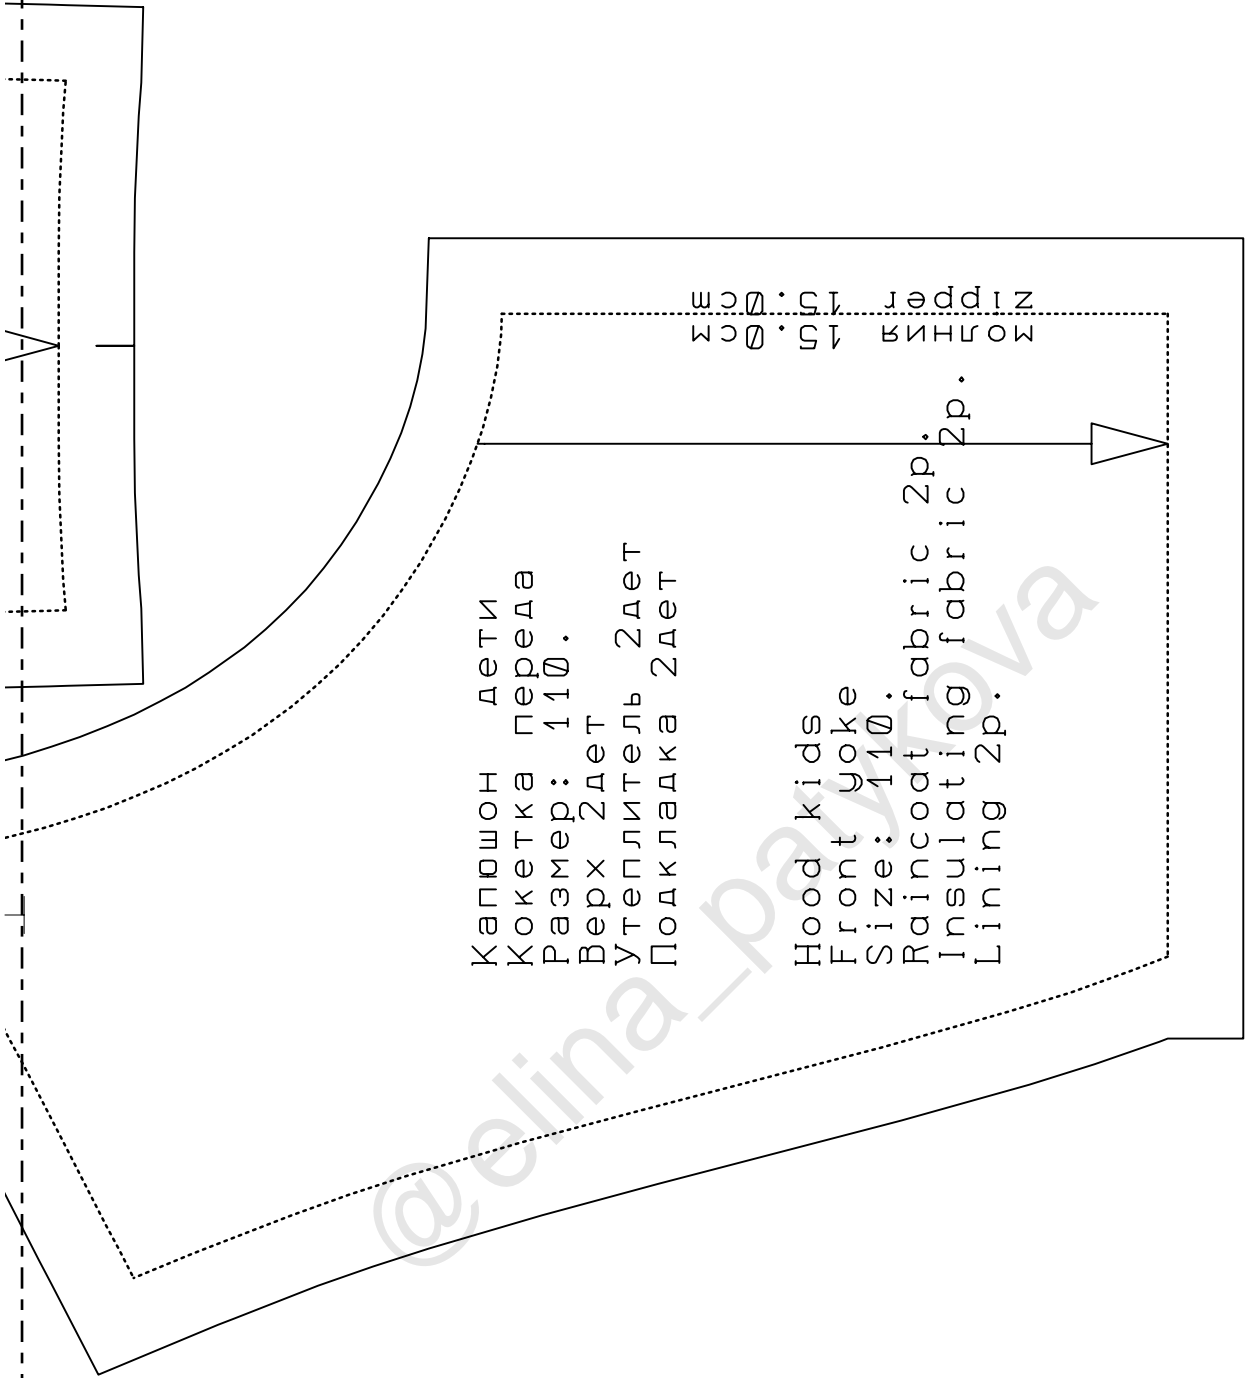 zipper 15.0cm
молния 15.0см
Капюшон дети
Кокетка переда
Размер: 110.
Верх 2дет
Утеплитель 2дет
Подкладка 2дет
Hood kids
Front yoke
Size: 110.
Raincoat fabric 2p.
Insulating fabric 2p.
Lining 2p.
@elina_patykova